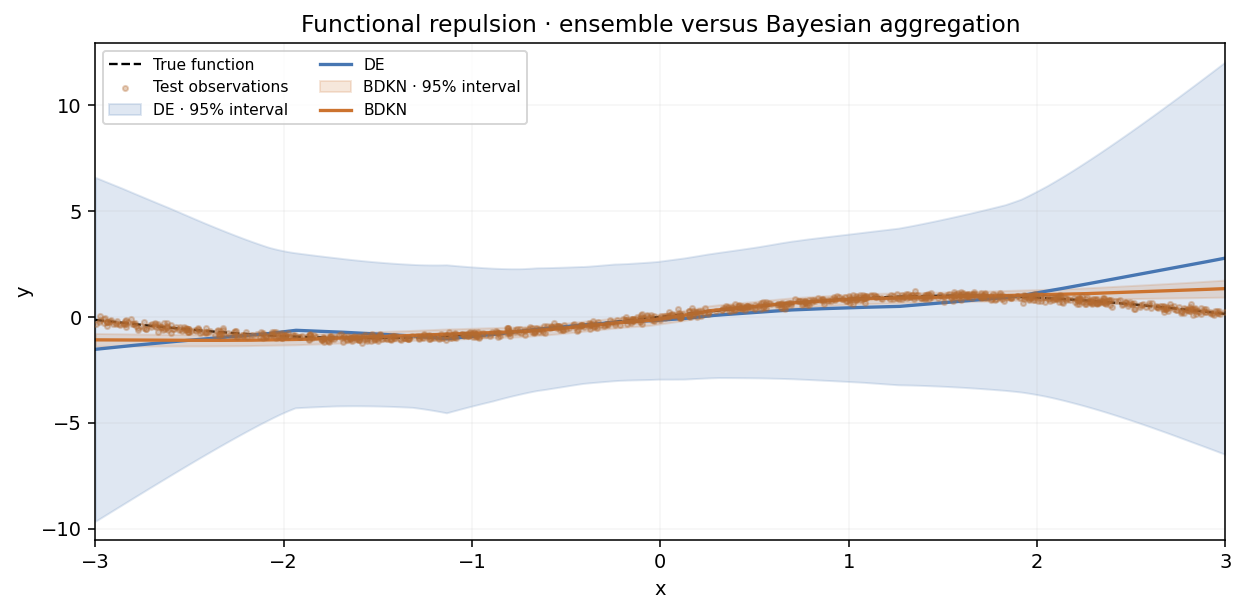 Functional repulsion · ensemble versus Bayesian aggregation
True function
Test observations
DE · 95% interval
DE
BDKN · 95% interval
BDKN
10
5
0
−5
−10
y
−3
−2
−1
0
1
2
3
x